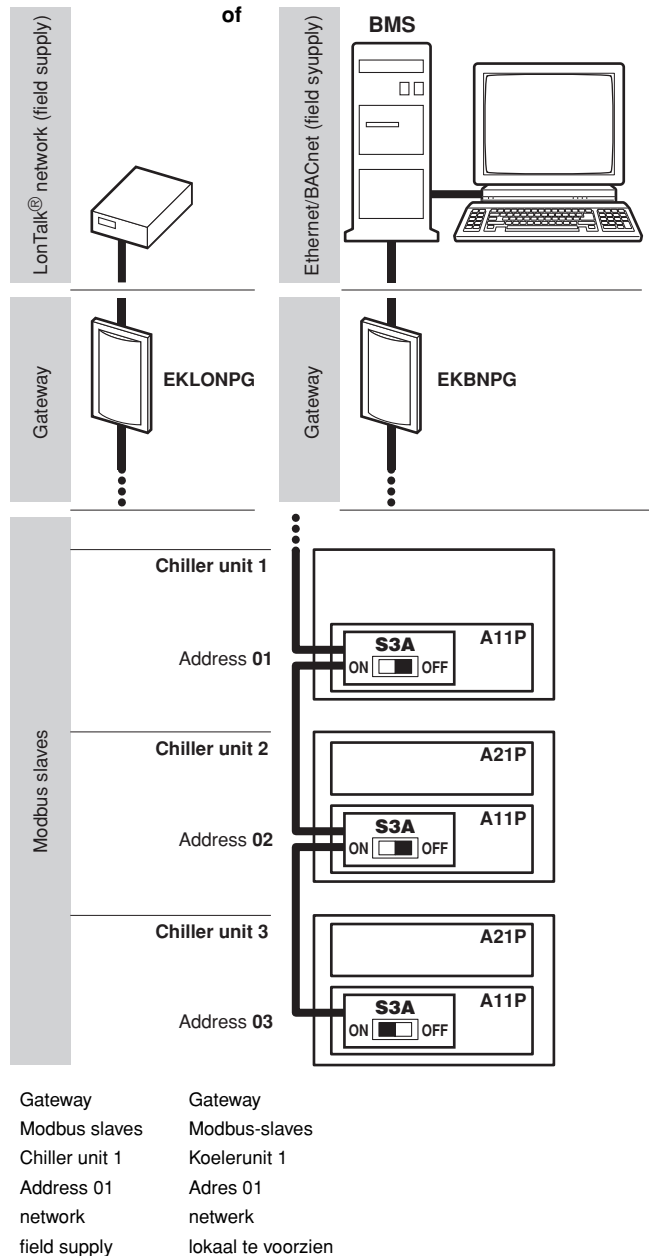 of
BMS
LonTalk® network (field supply)
Ethernet/BACnet (field syupply)
Gateway
EKLONPG
Gateway
EKBNPG
Modbus slaves
Chiller unit 1
A11P
S3A
Address 01
ON OFF
Chiller unit 2
A21P
A11P
S3A
Address 02
ON OFF
Chiller unit 3
A21P
A11P
S3A
Address 03
ON OFF
Gateway Gateway
Modbus slaves Modbus-slaves
Chiller unit 1 Koelerunit 1
Address 01 Adres 01
network netwerk
field supply lokaal te voorzien